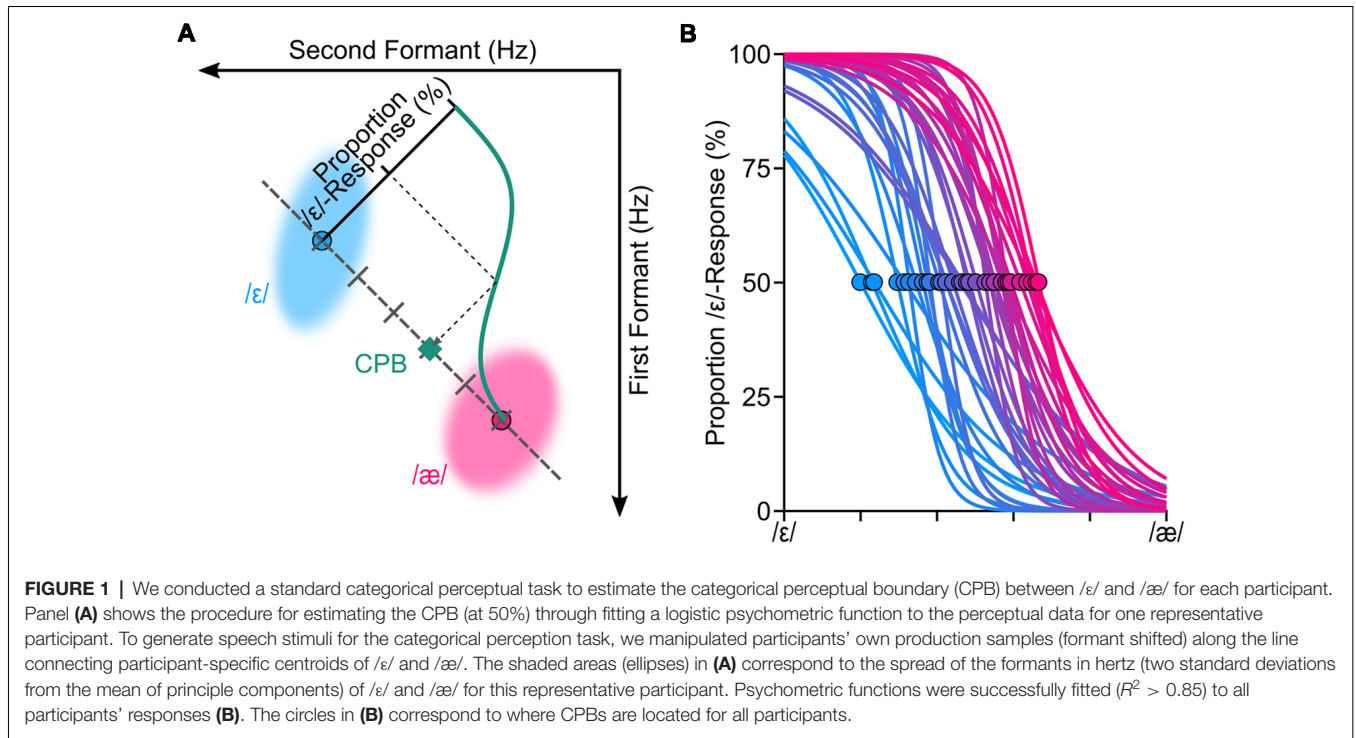 A
Second Formant (Hz)
Proportion
/ɛ/-Response (%)
/ɛ/
CPB
/æ/
First Formant (Hz)
B
Proportion /ɛ/-Response (%)
100
75
50
25
0
/ɛ/
/æ/
FIGURE 1 | We conducted a standard categorical perceptual task to estimate the categorical perceptual boundary (CPB) between /ɛ/ and /æ/ for each participant.
Panel (A) shows the procedure for estimating the CPB (at 50%) through fitting a logistic psychometric function to the perceptual data for one representative
participant. To generate speech stimuli for the categorical perception task, we manipulated participants’ own production samples (formant shifted) along the line
connecting participant-specific centroids of /ɛ/ and /æ/. The shaded areas (ellipses) in (A) correspond to the spread of the formants in hertz (two standard deviations
from the mean of principle components) of /ɛ/ and /æ/ for this representative participant. Psychometric functions were successfully fitted (R² > 0.85) to all
participants’ responses (B). The circles in (B) correspond to where CPBs are located for all participants.